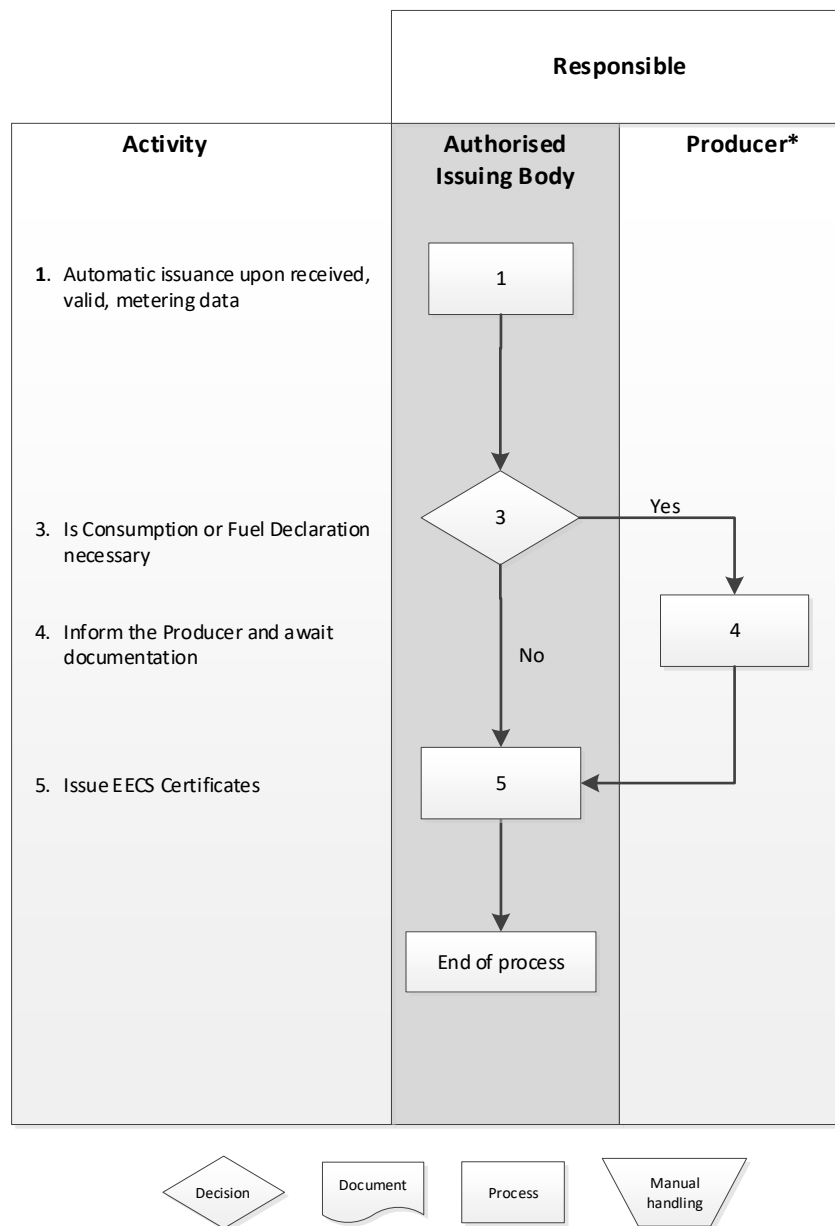 Responsible
Activity
Authorised
Issuing Body
Producer*
1. Automatic issuance upon received,
valid, metering data
1
3. Is Consumption or Fuel Declaration
necessary
3
Yes
4. Inform the Producer and await
documentation
4
No
5. Issue EECS Certificates
5
End of process
Decision
Document
Process
Manual
handling